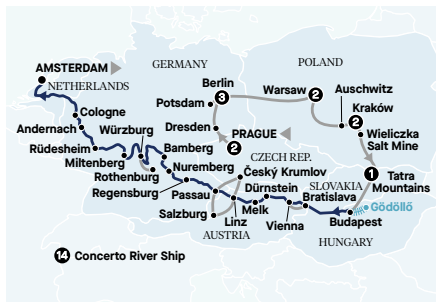 GERMANY
POLAND
AMSTERDAM
NETHERLANDS
Berlin
3
Warsaw
2
Auschwitz
Potsdam
Kraków
2
Cologne
Andernach
Würzburg
Dresden
PRAGUE
2
Wieliczka
Salt Mine
Rüdesheim
Miltenberg
Bamberg
CZECH REP.
Rothenburg
Nuremberg
Český Krumlov
1
Tatra
Mountains
Regensburg
Passau
Dürnstein
SLOVAKIA
Bratislava
Salzburg
Linz
Melk
Vienna
Gödöllő
Budapest
AUSTRIA
HUNGARY
14 Concerto River Ship